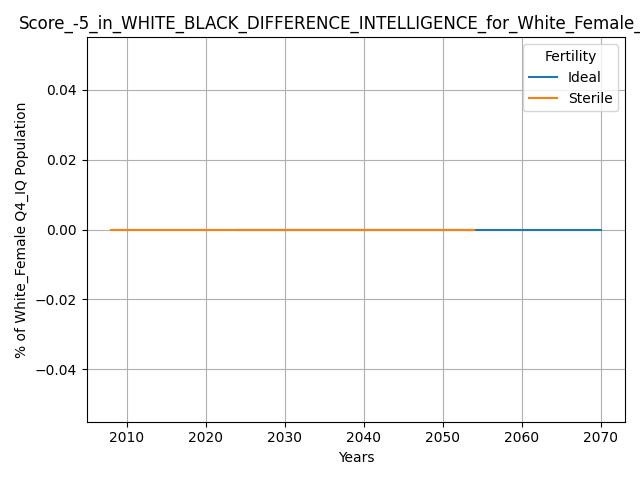 Score_-5_in_WHITE_BLACK_DIFFERENCE_INTELLIGENCE_for_White_Female_
Fertility
Ideal
Sterile
% of White_Female Q4_IQ Population
0.04
0.02
0.00
−0.02
−0.04
2010 2020 2030 2040 2050 2060 2070
Years